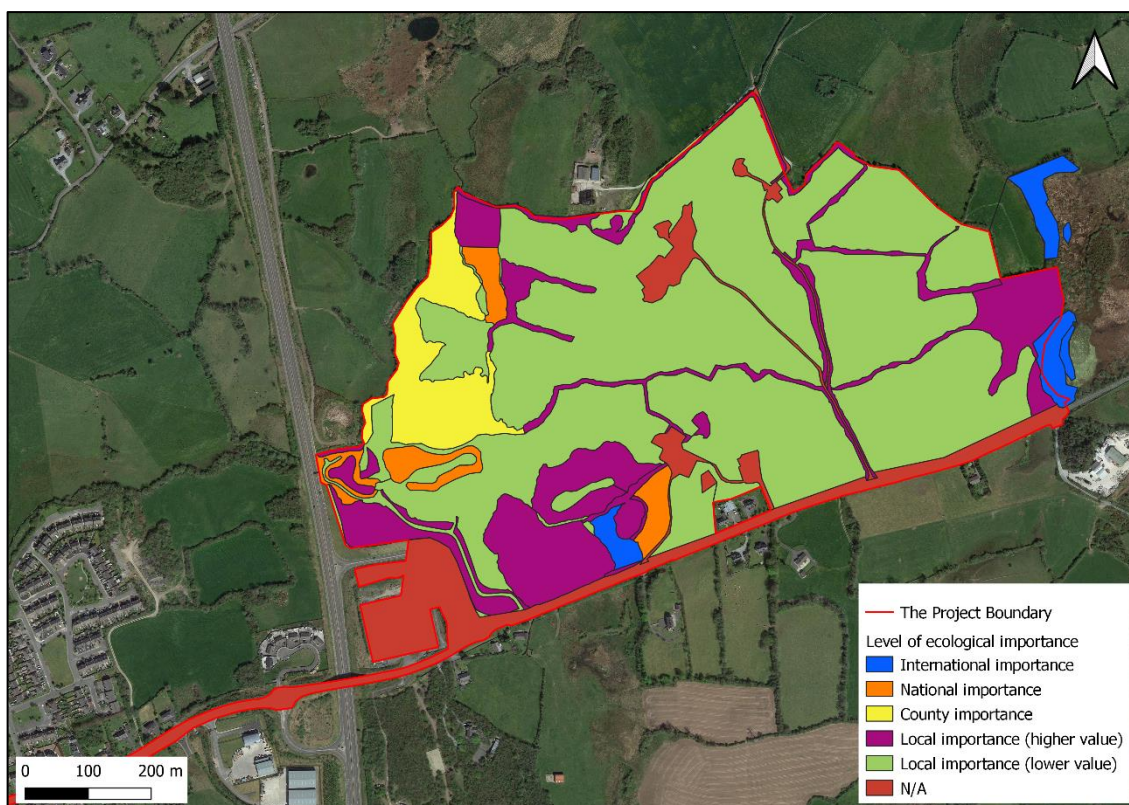 The Project Boundary
Level of ecological importance
International importance
National importance
County importance
Local importance (higher value)
Local importance (lower value)
N/A
0 100 200 m